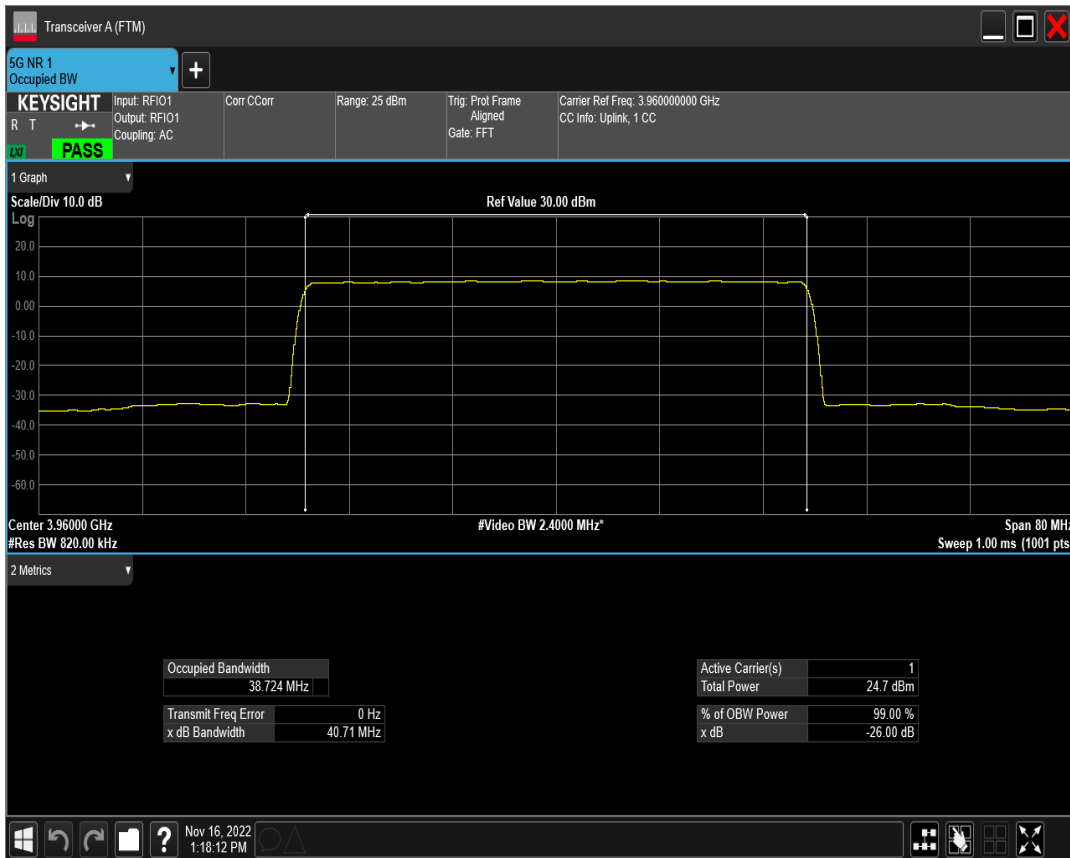 Transceiver A (FTM)
5G NR 1
Occupied BW
+
KEYSIGHT
R T
LXI
PASS
Input: RFIO1
Output: RFIO1
Coupling: AC
Corr CCorr
Range: 25 dBm
Trig: Prot Frame
Aligned
Gate: FFT
Carrier Ref Freq: 3.960000000 GHz
CC Info: Uplink, 1 CC
1 Graph
Scale/Div 10.0 dB
Ref Value 30.00 dBm
Log
20.0
10.0
0.00
-10.0
-20.0
-30.0
-40.0
-50.0
-60.0
Center 3.96000 GHz
#Video BW 2.4000 MHz*
Span 80 MHz
#Res BW 820.00 kHz
Sweep 1.00 ms (1001 pts
2 Metrics
Occupied Bandwidth
38.724 MHz
Transmit Freq Error 0 Hz
x dB Bandwidth 40.71 MHz
Active Carrier(s) 1
Total Power 24.7 dBm
% of OBW Power 99.00 %
x dB -26.00 dB
?
Nov 16, 2022
1:18:12 PM